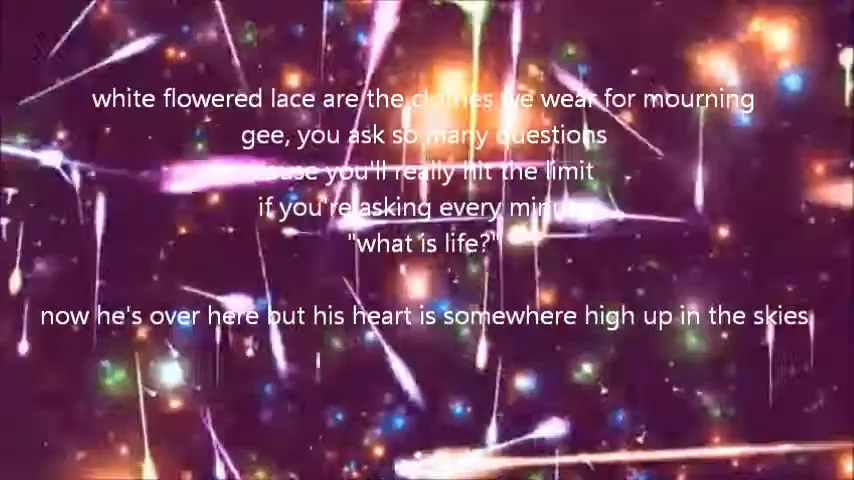 white flowered lace are the clothes we wear for mourning
gee, you ask so many questions
cause you'll really hit the limit
if you're asking every minute
"what is life?"
now he's over here but his heart is somewhere high up in the skies